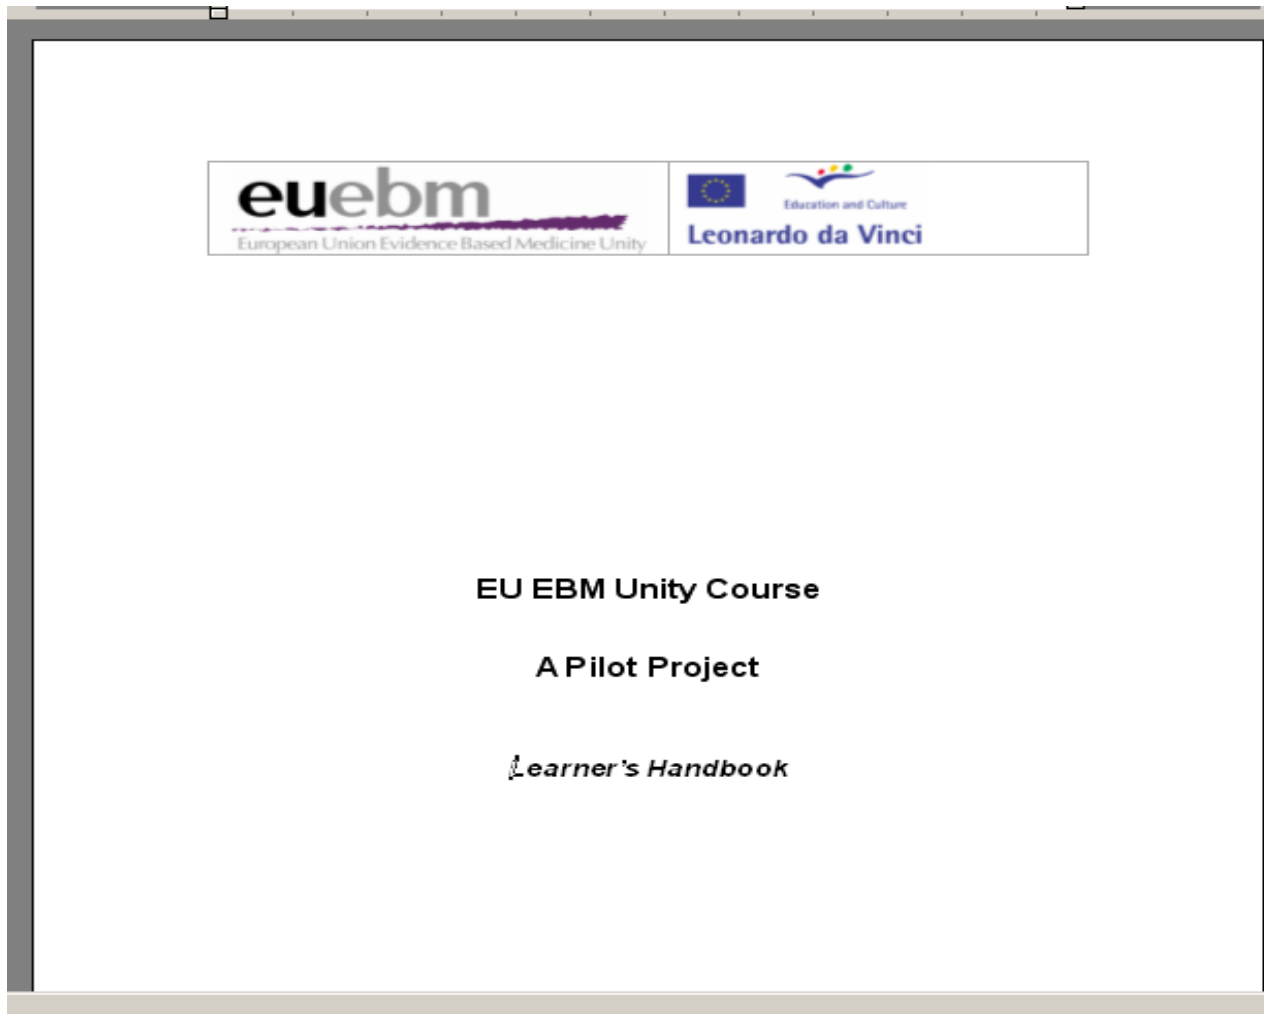 euebm
European Union Evidence Based Medicine Unity
Education and Culture
Leonardo da Vinci
EU EBM Unity Course
A Pilot Project
Learner's Handbook